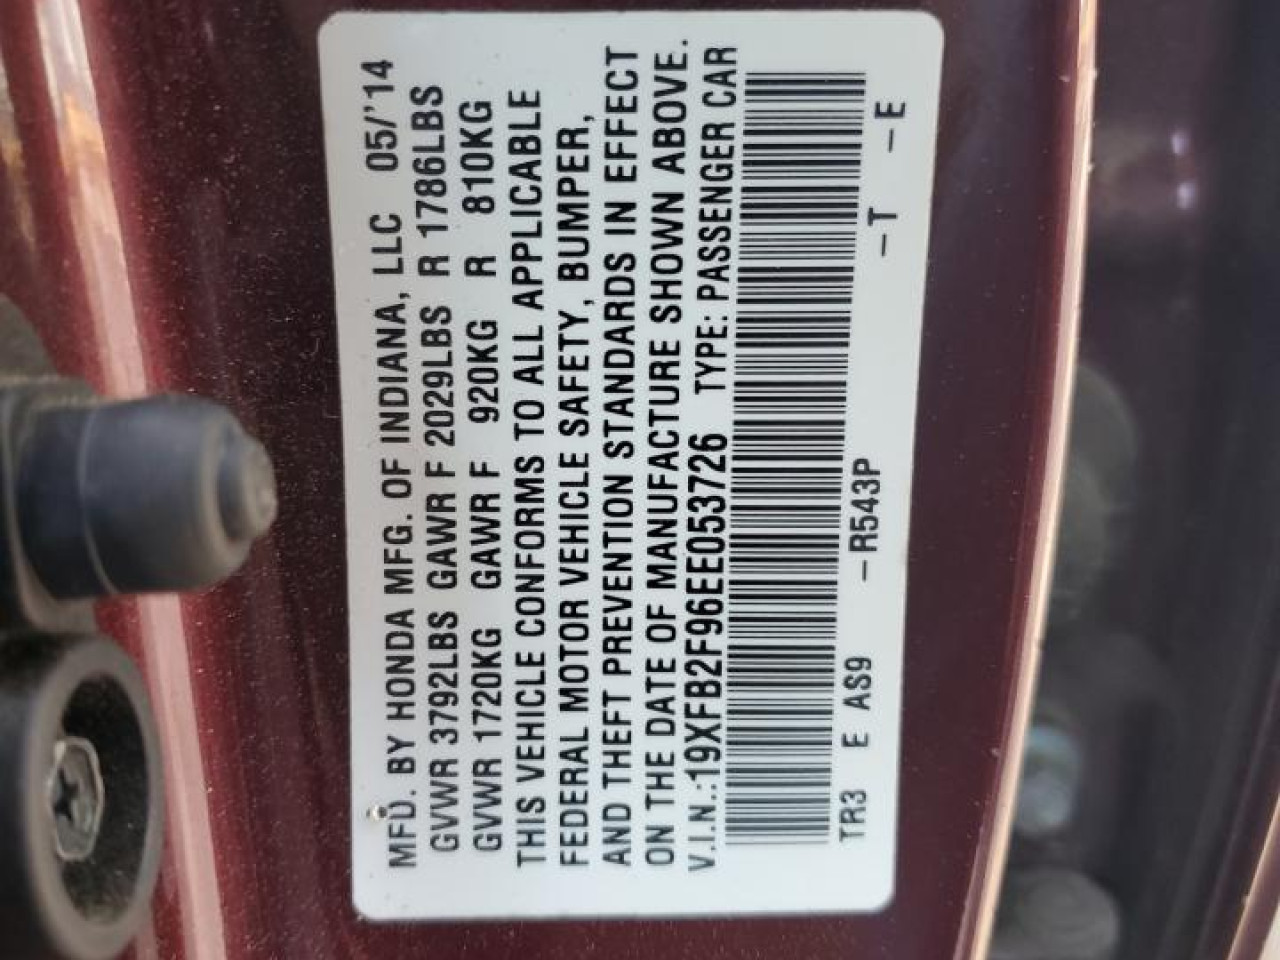 MFD. BY HONDA MFG. OF INDIANA, LLC 05/'14
GVWR 3792LBS GAWR F 2029LBS R 1786LBS
GVWR 1720KG GAWR F 920KG R 810KG
THIS VEHICLE CONFORMS TO ALL APPLICABLE
FEDERAL MOTOR VEHICLE SAFETY, BUMPER,
AND THEFT PREVENTION STANDARDS IN EFFECT
ON THE DATE OF MANUFACTURE SHOWN ABOVE.
V.I.N.:19XFB2F96EE053726 TYPE: PASSENGER CAR
TR3 E AS9 –R543P –T –E